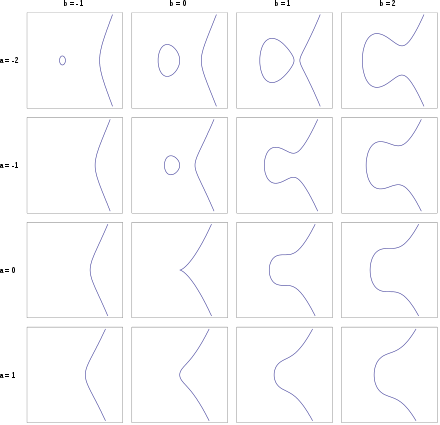 b = -1 b = 0 b = 1 b = 2
a = -2
a = -1
a = 0
a = 1